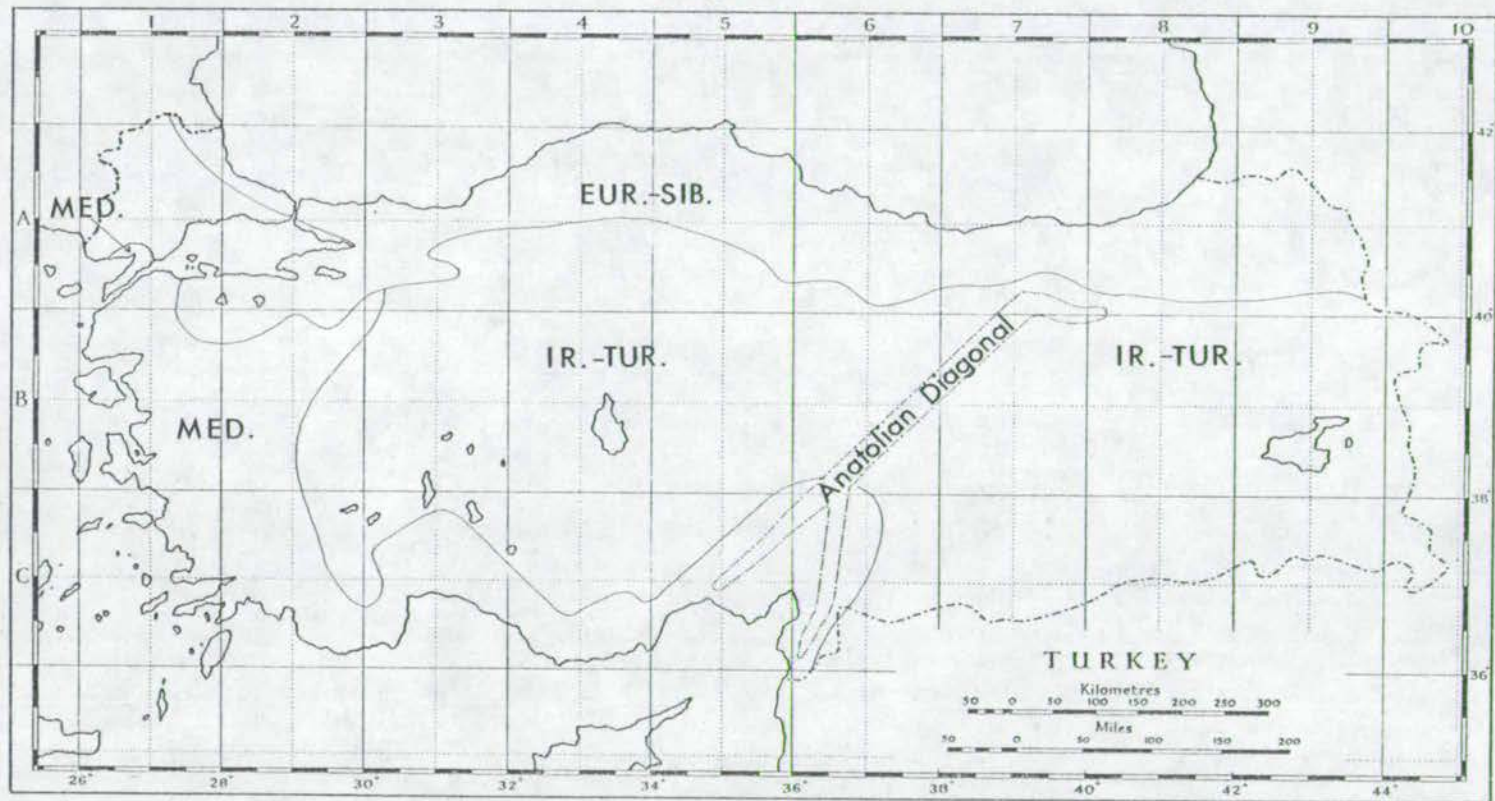 1 2 3 4 5 6 7 8 9 10
42°
EUR.-SIB.
MED.
A
40°
Anatolian Diagonal
IR.-TUR.
IR.-TUR.
B
MED.
38°
C
TURKEY
36°
Kilometres
50 0 50 100 150 200 250 300
Miles
50 0 50 100 150 200
26° 28° 30° 32° 34° 36° 38° 40° 42° 44°